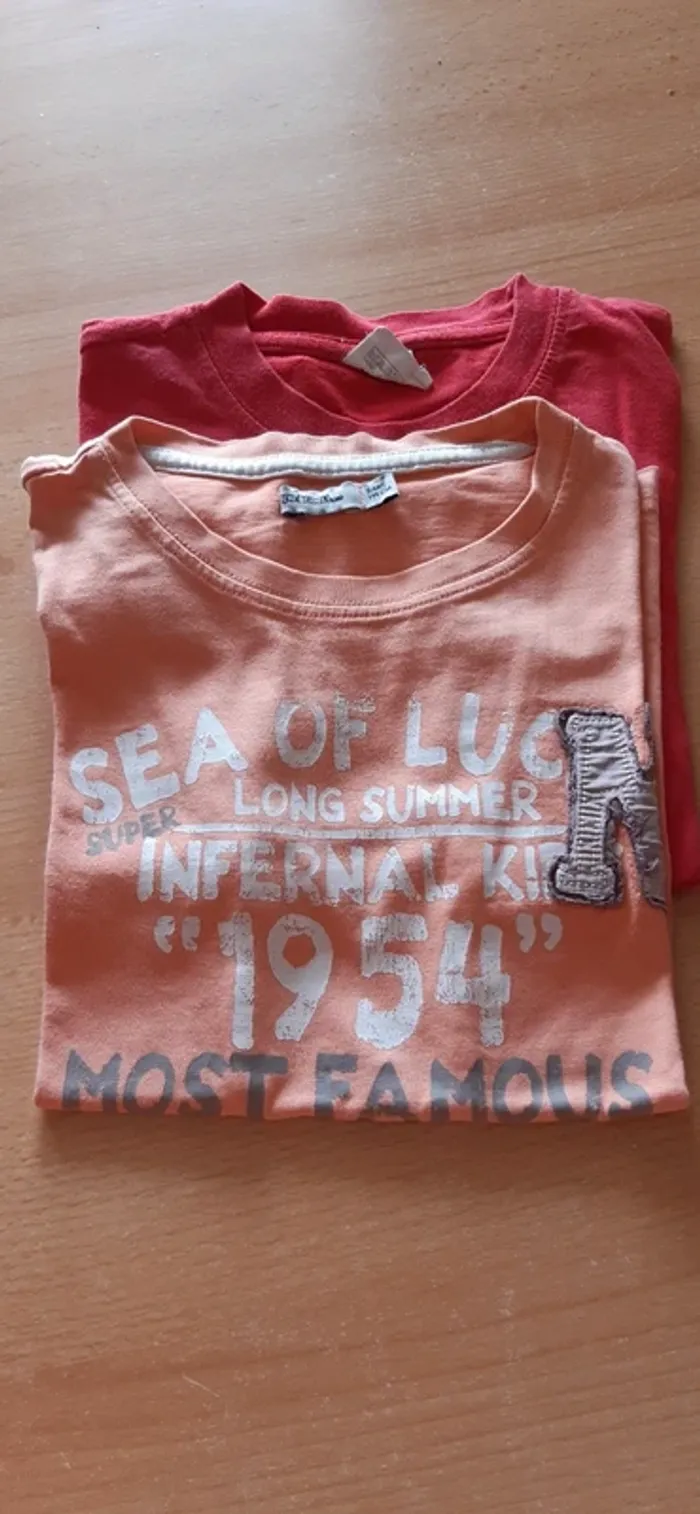 SEA OF LUC
LONG SUMMER
SUPER
INFERNAL KI
"1954"
MOST FAMOUS